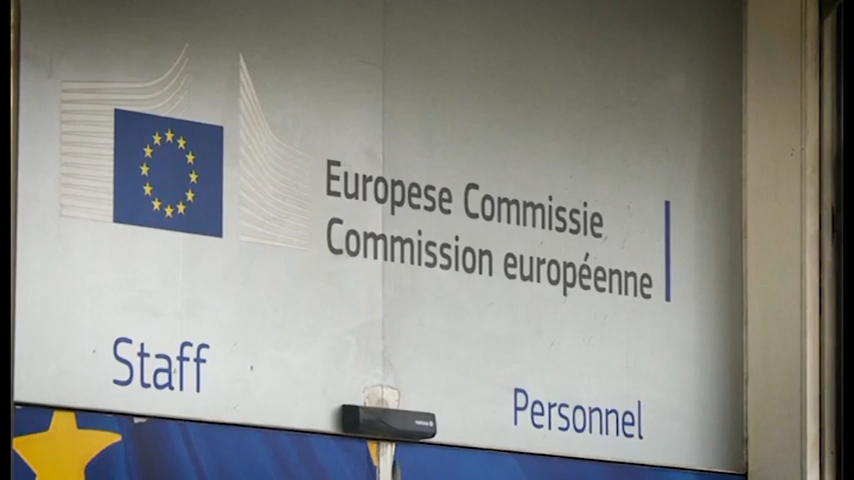 Europese Commissie
Commission européenne
Staff
Personnel